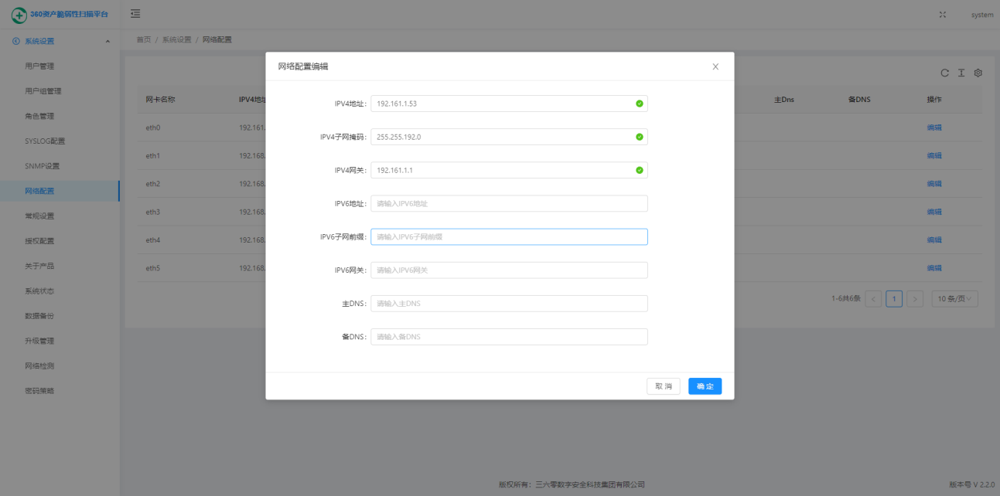 360资产脆弱性扫描平台
system
系统设置
首页 / 系统设置 / 网络配置
用户管理
用户组管理
角色管理
SYSLOG配置
SNMP设置
网络配置
常规设置
授权配置
关于产品
系统状态
数据备份
升级管理
网络检测
密码策略
网卡名称 IPV4地址 主Dns 备DNS 操作
eth0 192.161. 编辑
eth1 192.168. 编辑
eth2 192.168. 编辑
eth3 192.168. 编辑
eth4 192.168. 编辑
eth5 192.168. 编辑
1-6共6条 < 1 > 10 条/页
网络配置编辑
IPV4地址: 192.161.1.53
IPV4子网掩码: 255.255.192.0
IPV4网关: 192.161.1.1
IPV6地址: 请输入IPV6地址
IPV6子网前缀: 请输入IPV6子网前缀
IPV6网关: 请输入IPV6网关
主DNS: 请输入主DNS
备DNS: 请输入备DNS
取 消 确 定
版权所有：三六零数字安全科技集团有限公司
版本号 V 2.2.0